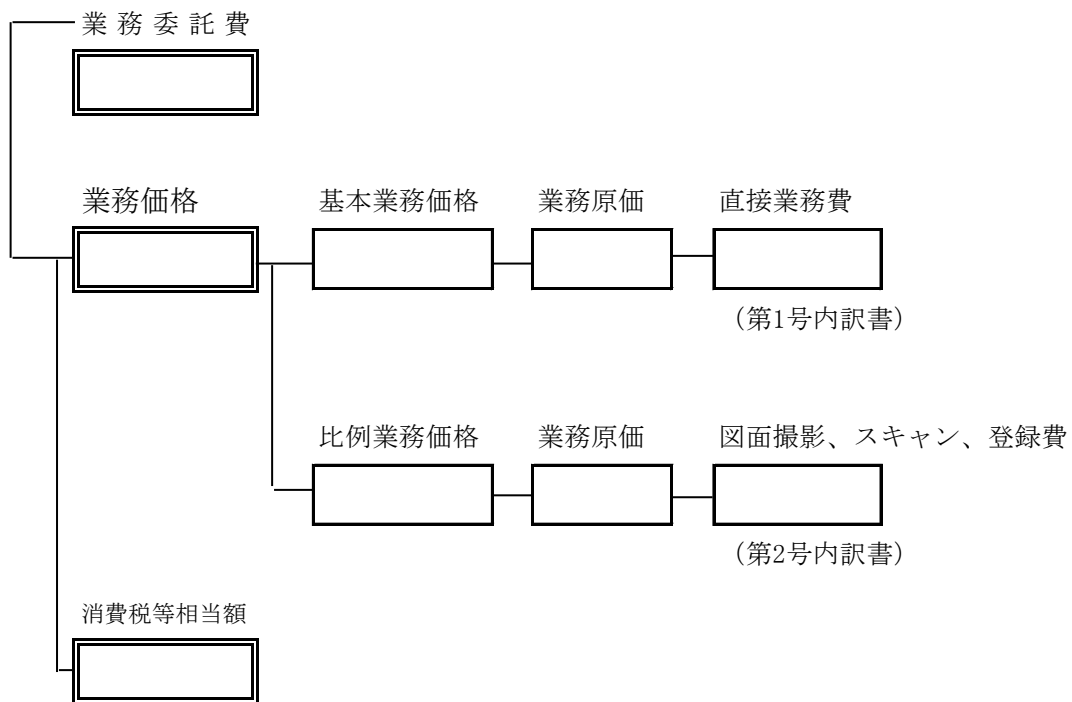 業務委託費
業務価格
基本業務価格
業務原価
直接業務費
（第1号内訳書）
比例業務価格
業務原価
図面撮影、スキャン、登録費
（第2号内訳書）
消費税等相当額